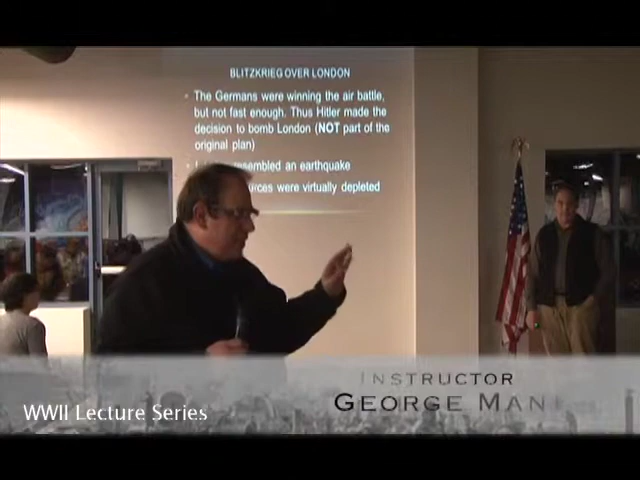 BLITZKRIEG OVER LONDON
• The Germans were winning the air battle,
but not fast enough. Thus Hitler made the
decision to bomb London (NOT part of the
original plan)
• resembled an earthquake
were virtually depleted
INSTRUCTOR
GEORGE MAN
WWII Lecture Series